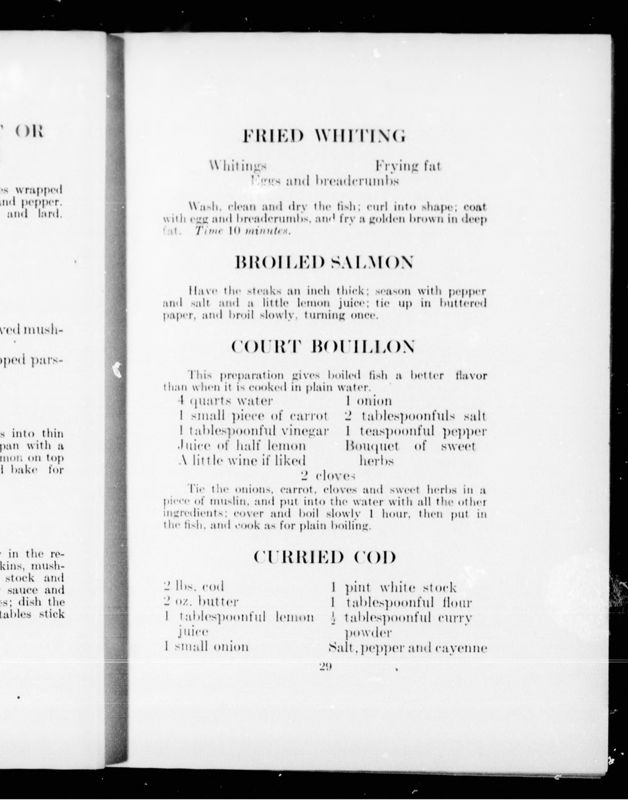 OR
s wrapped
and pepper.
and lard.
ved mush-
pped pars-
s into thin
pan with a
mon on top
d bake for
in the re-
kins, mush-
stock and
sauce and
s; dish the
tables stick
FRIED WHITING
Whitings Frying fat
Eggs and breadcrumbs
Wash, clean and dry the fish; curl into shape; coat
with egg and breadcrumbs, and fry a golden brown in deep
fat. Time 10 minutes.
BROILED SALMON
Have the steaks an inch thick; season with pepper
and salt and a little lemon juice; tie up in buttered
paper, and broil slowly, turning once.
COURT BOUILLON
This preparation gives boiled fish a better flavor
than when it is cooked in plain water.
4 quarts water 1 onion
1 small piece of carrot 2 tablespoonfuls salt
1 tablespoonful vinegar 1 teaspoonful pepper
Juice of half lemon Bouquet of sweet
A little wine if liked herbs
2 cloves
Tie the onions, carrot, cloves and sweet herbs in a
piece of muslin, and put into the water with all the other
ingredients; cover and boil slowly 1 hour, then put in
the fish, and cook as for plain boiling.
CURRIED COD
2 lbs. cod 1 pint white stock
2 oz. butter 1 tablespoonful flour
1 tablespoonful lemon ½ tablespoonful curry
juice powder
1 small onion Salt, pepper and cayenne
29